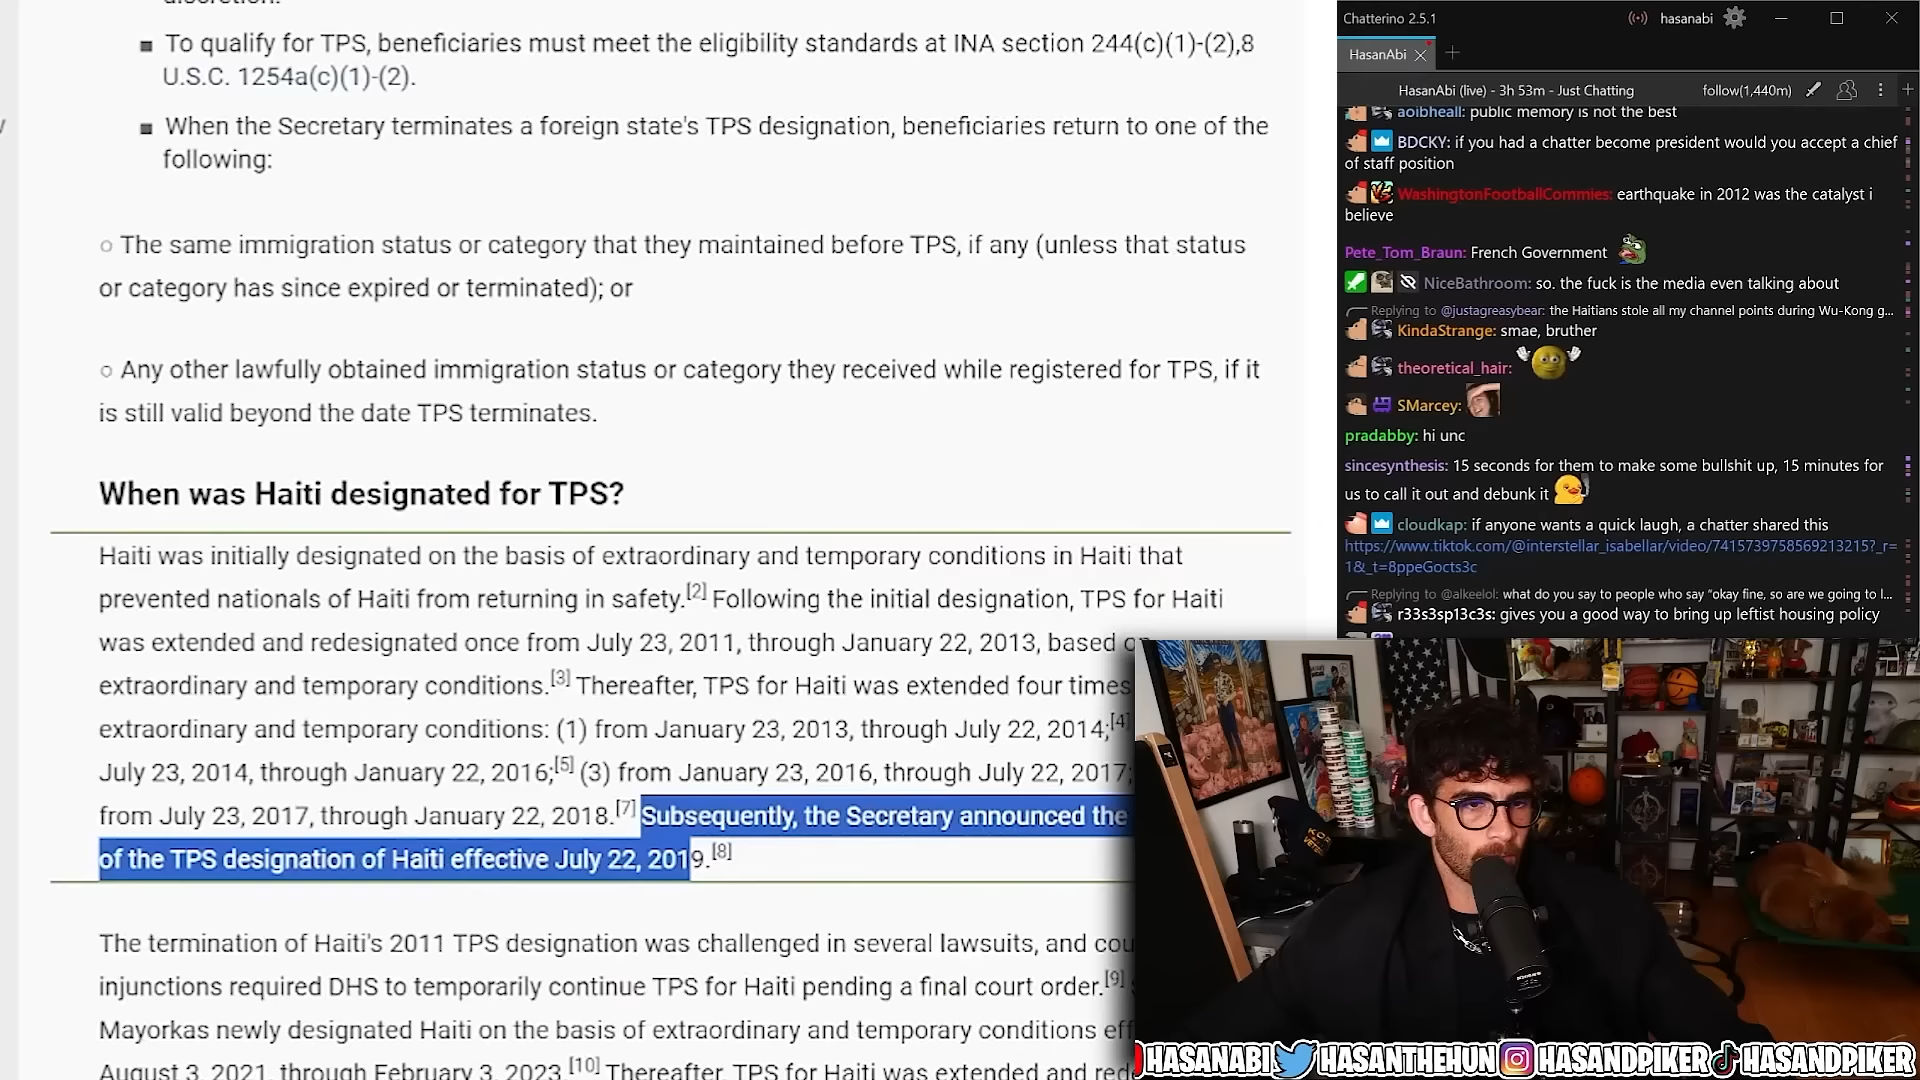 discretion.
■ To qualify for TPS, beneficiaries must meet the eligibility standards at INA section 244(c)(1)-(2),8
U.S.C. 1254a(c)(1)-(2).
■ When the Secretary terminates a foreign state's TPS designation, beneficiaries return to one of the
following:
○ The same immigration status or category that they maintained before TPS, if any (unless that status
or category has since expired or terminated); or
○ Any other lawfully obtained immigration status or category they received while registered for TPS, if it
is still valid beyond the date TPS terminates.
When was Haiti designated for TPS?
Haiti was initially designated on the basis of extraordinary and temporary conditions in Haiti that
prevented nationals of Haiti from returning in safety.[2] Following the initial designation, TPS for Haiti
was extended and redesignated once from July 23, 2011, through January 22, 2013, based on
extraordinary and temporary conditions.[3] Thereafter, TPS for Haiti was extended four times
extraordinary and temporary conditions: (1) from January 23, 2013, through July 22, 2014;[4]
July 23, 2014, through January 22, 2016;[5] (3) from January 23, 2016, through July 22, 2017;
from July 23, 2017, through January 22, 2018.[7] Subsequently, the Secretary announced the
of the TPS designation of Haiti effective July 22, 2019.[8]
The termination of Haiti's 2011 TPS designation was challenged in several lawsuits, and cou
injunctions required DHS to temporarily continue TPS for Haiti pending a final court order.[9]
Mayorkas newly designated Haiti on the basis of extraordinary and temporary conditions eff
August 3, 2021, through February 3, 2023.[10] Thereafter, TPS for Haiti was extended and rede
Chatterino 2.5.1
hasanabi
HasanAbi
HasanAbi (live) - 3h 53m - Just Chatting
follow(1,440m)
aoibheall: public memory is not the best
BDCKY: if you had a chatter become president would you accept a chief
of staff position
WashingtonFootballCommies: earthquake in 2012 was the catalyst i
believe
Pete_Tom_Braun: French Government
NiceBathroom: so. the fuck is the media even talking about
Replying to @justagreasybear: the Haitians stole all my channel points during Wu-Kong g...
KindaStrange: smae, bruther
theoretical_hair:
SMarcey:
pradabby: hi unc
sincesynthesis: 15 seconds for them to make some bullshit up, 15 minutes for
us to call it out and debunk it
cloudkap: if anyone wants a quick laugh, a chatter shared this
https://www.tiktok.com/@interstellar_isabellar/video/7415739758569213215?_r=
1&_t=8ppeGocts3c
Replying to @alkeelol: what do you say to people who say "okay fine, so are we going to l...
r33s3sp13c3s: gives you a good way to bring up leftist housing policy
HASANABI HASANTHEHUN HASANDPIKER HASANDPIKER